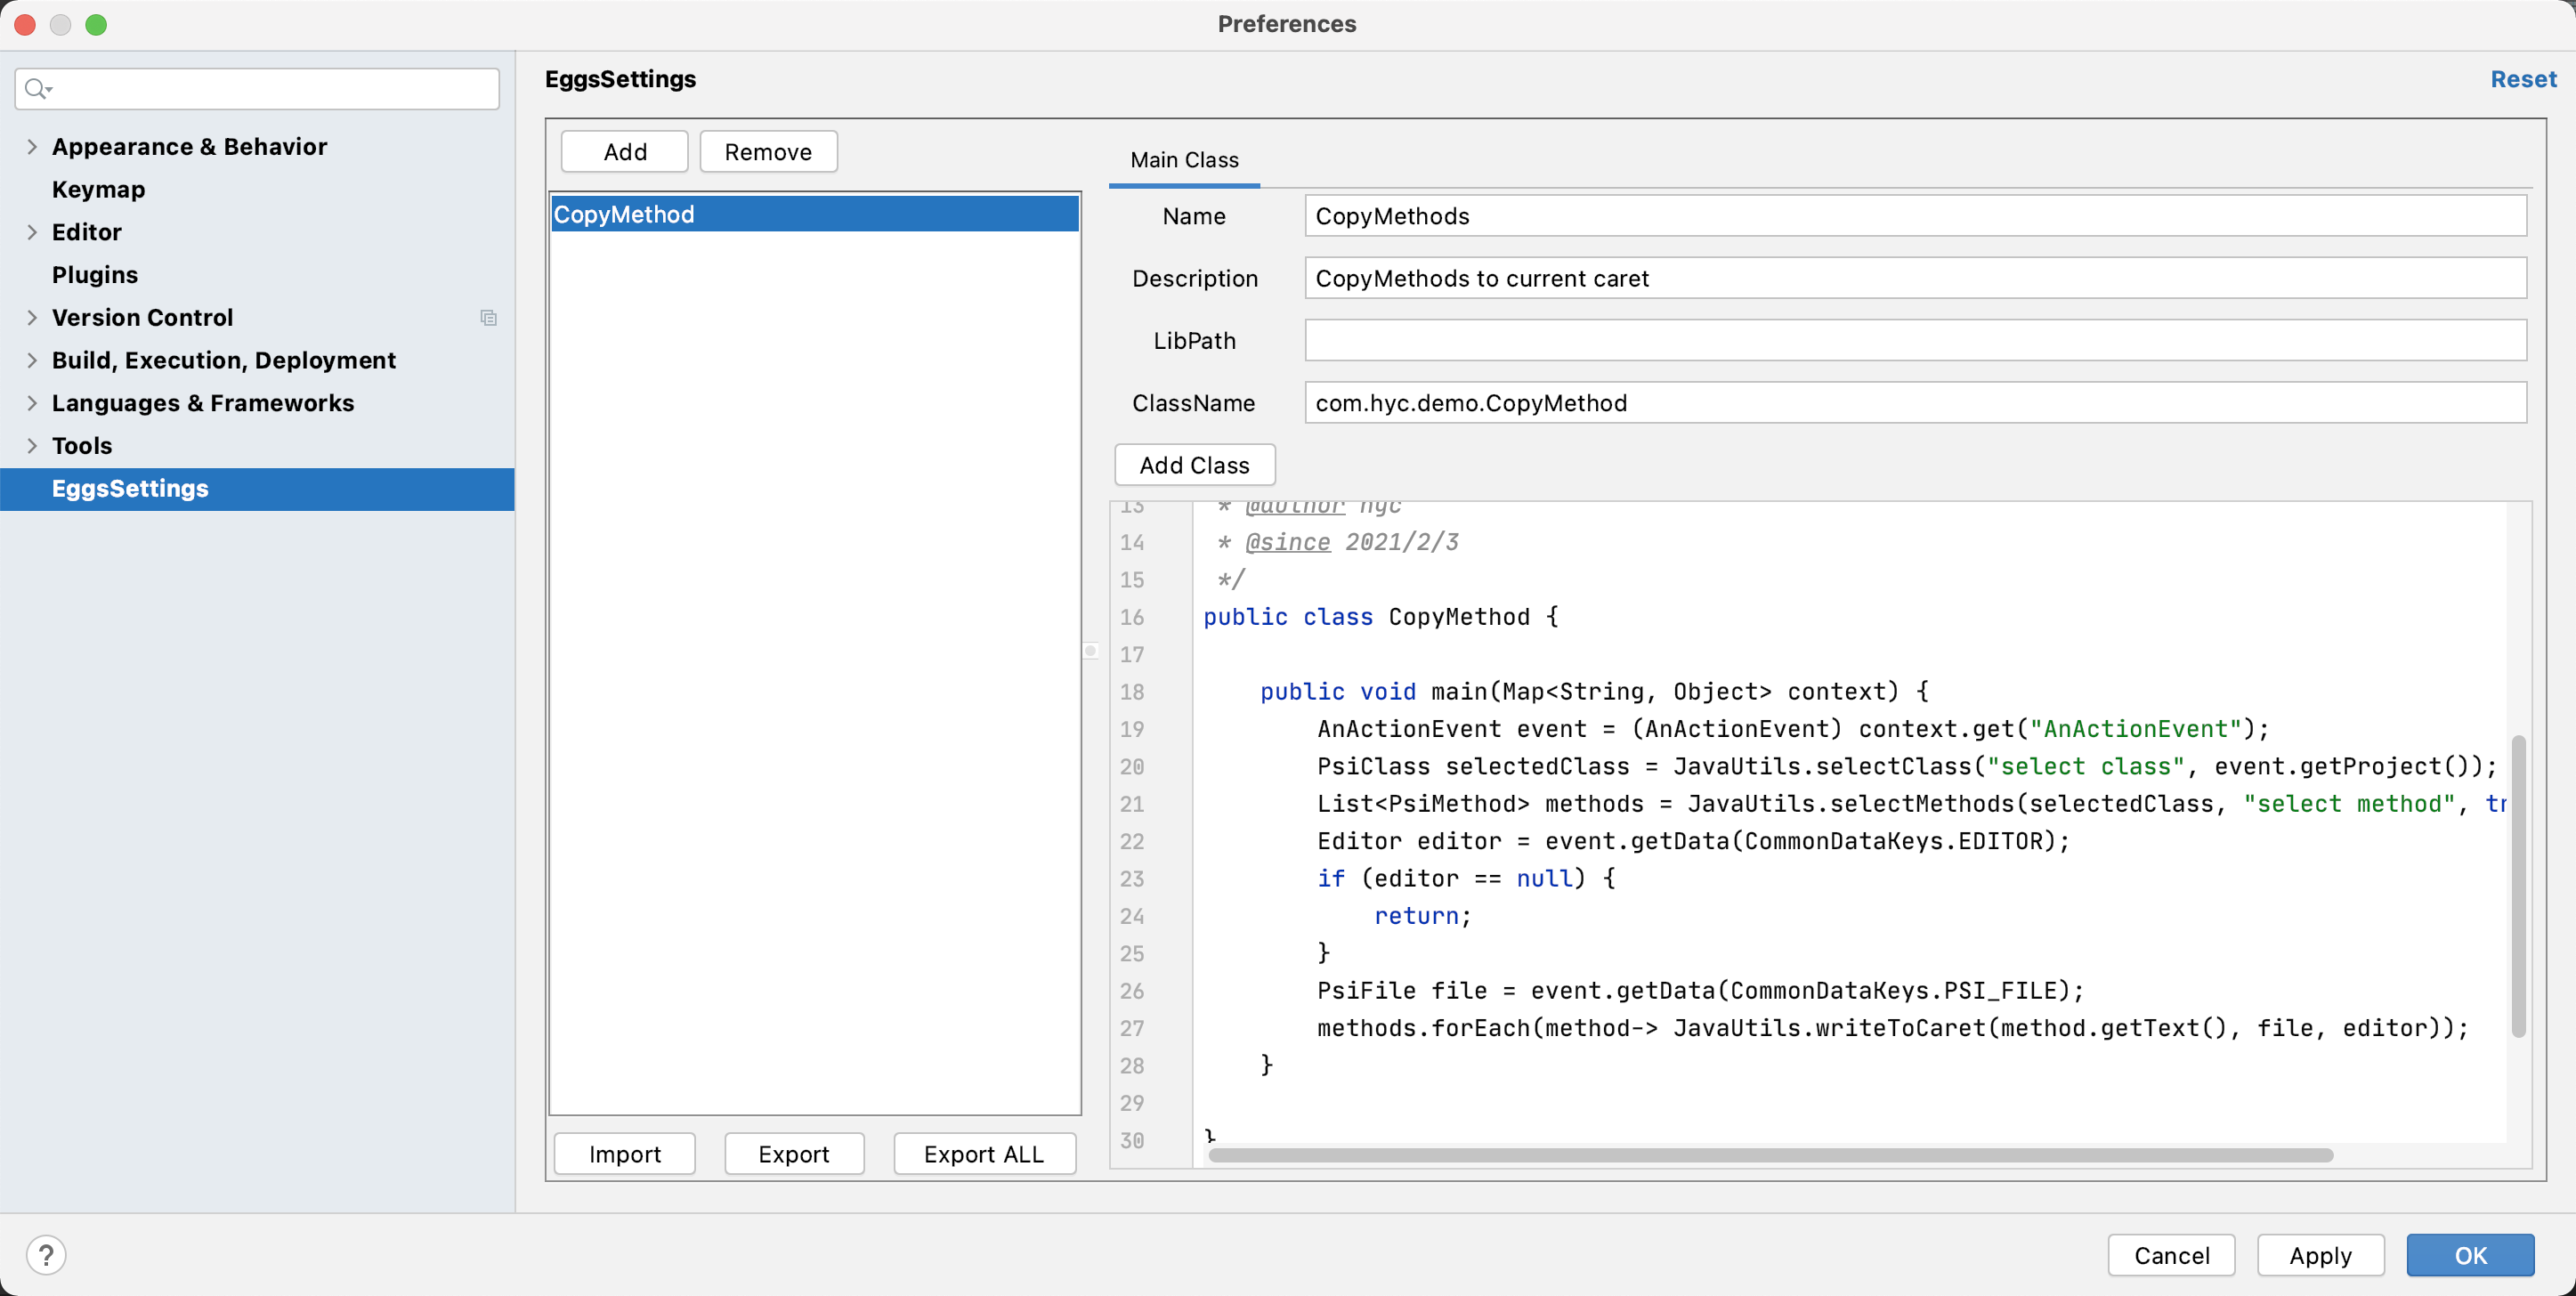 Preferences
Appearance & Behavior
Keymap
Editor
Plugins
Version Control
Build, Execution, Deployment
Languages & Frameworks
Tools
EggsSettings
EggsSettings
Reset
Add
Remove
CopyMethod
Import
Export
Export ALL
Main Class
Name
CopyMethods
Description
CopyMethods to current caret
LibPath
ClassName
com.hyc.demo.CopyMethod
Add Class
13 * @author hyc
14 * @since 2021/2/3
15 */
16 public class CopyMethod {
17
18 public void main(Map<String, Object> context) {
19 AnActionEvent event = (AnActionEvent) context.get("AnActionEvent");
20 PsiClass selectedClass = JavaUtils.selectClass("select class", event.getProject());
21 List<PsiMethod> methods = JavaUtils.selectMethods(selectedClass, "select method", tr
22 Editor editor = event.getData(CommonDataKeys.EDITOR);
23 if (editor == null) {
24 return;
25 }
26 PsiFile file = event.getData(CommonDataKeys.PSI_FILE);
27 methods.forEach(method-> JavaUtils.writeToCaret(method.getText(), file, editor));
28 }
29
30 }
?
Cancel
Apply
OK